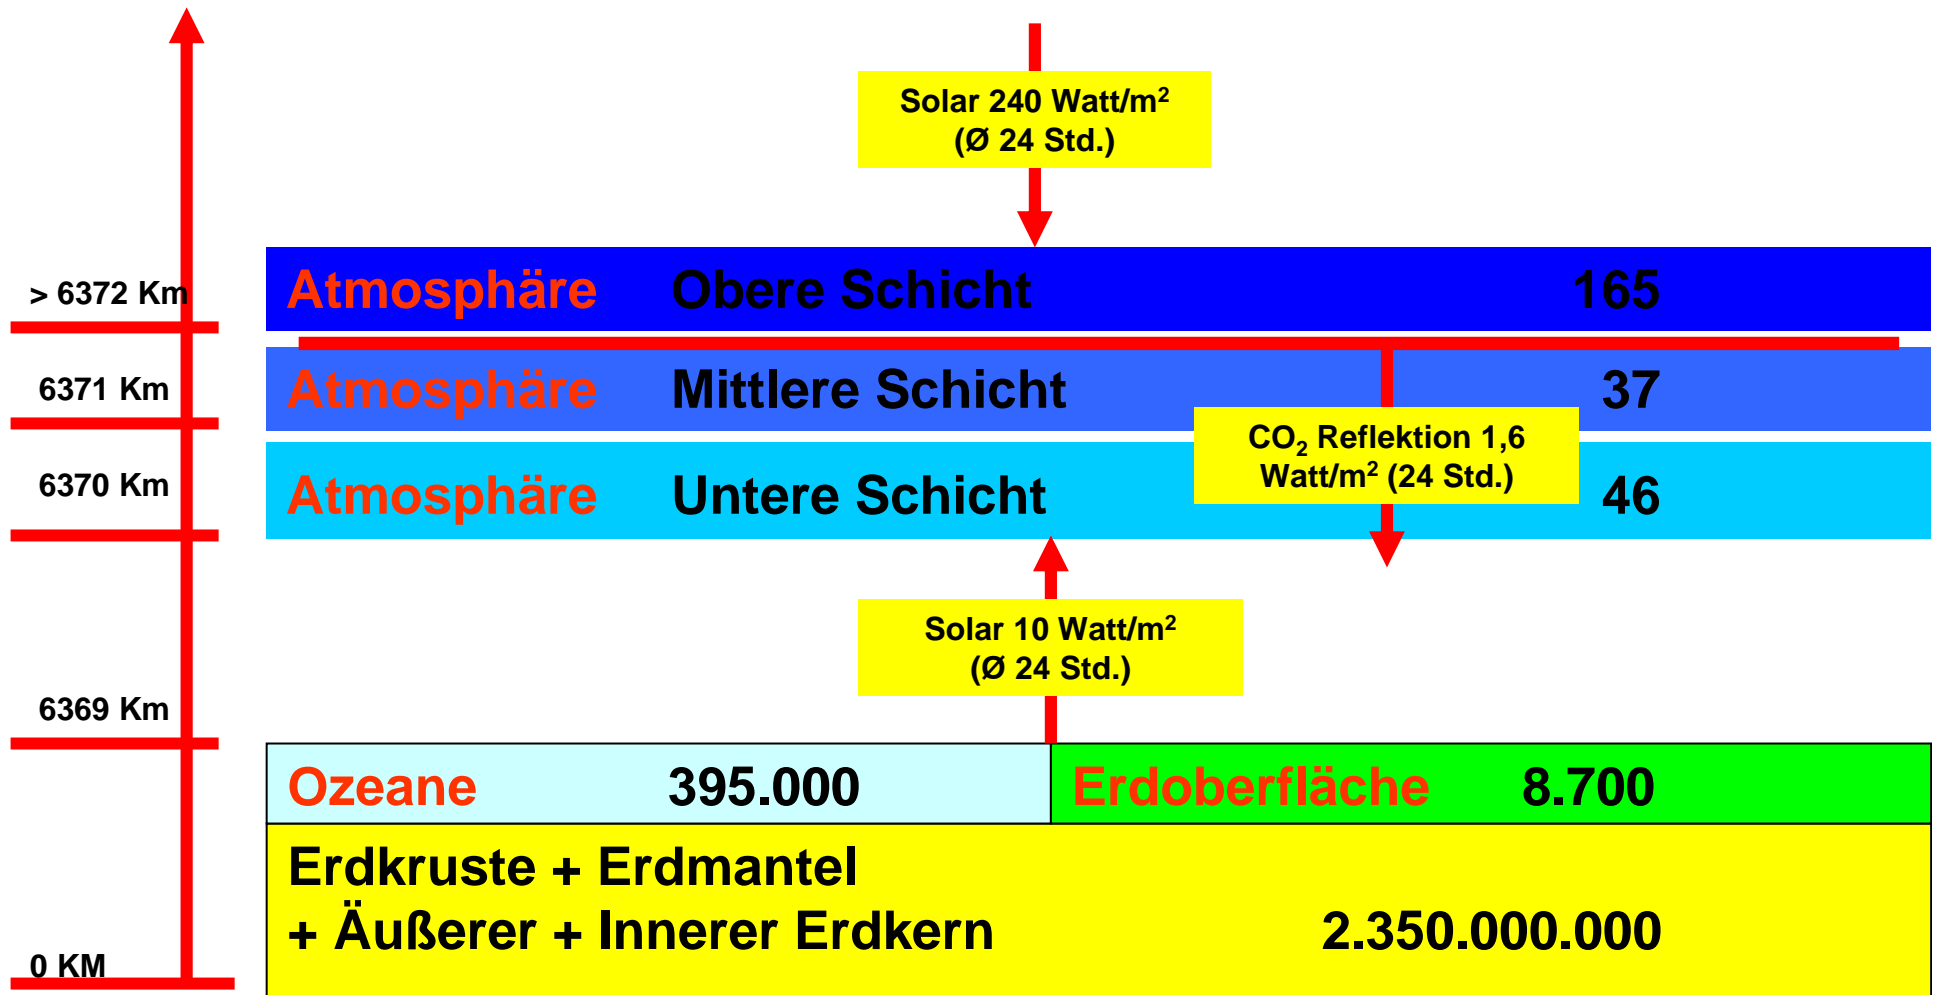 Solar 240 Watt/m²
(Ø 24 Std.)
> 6372 Km
Atmosphäre Obere Schicht 165
6371 Km
Atmosphäre Mittlere Schicht 37
CO₂ Reflektion 1,6
Watt/m² (24 Std.)
6370 Km
Atmosphäre Untere Schicht 46
Solar 10 Watt/m²
(Ø 24 Std.)
6369 Km
Ozeane 395.000 Erdoberfläche 8.700
Erdkruste + Erdmantel
+ Äußerer + Innerer Erdkern 2.350.000.000
0 KM